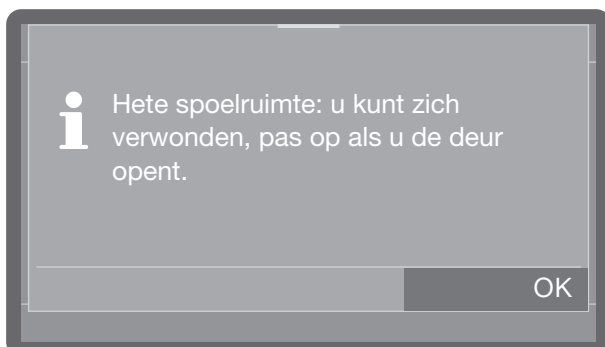 Hete spoelruimte: u kunt zich
verwonden, pas op als u de deur
opent.
OK